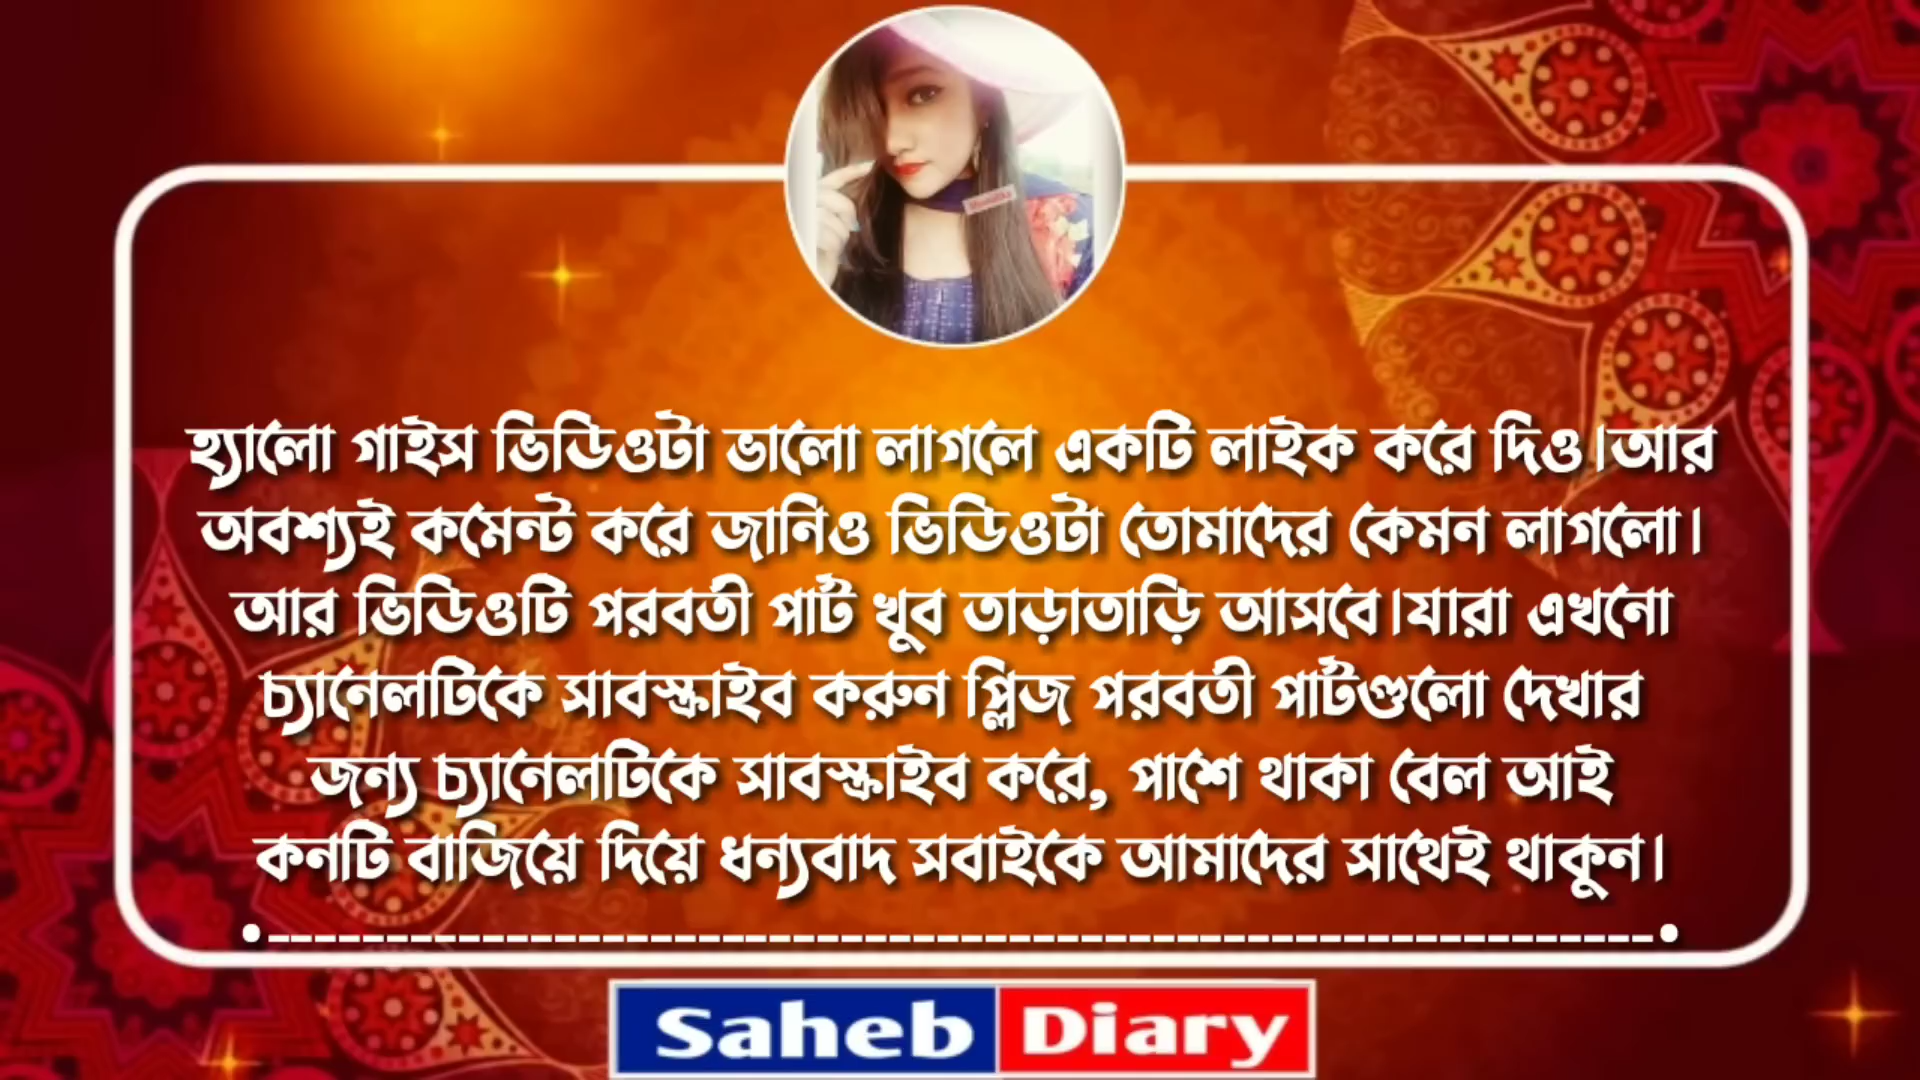 হ্যালো গাইস ভিডিওটা ভালো লাগলে একটি লাইক করে দিও।আর
অবশ্যই কমেন্ট করে জানিও ভিডিওটা তোমাদের কেমন লাগলো।
আর ভিডিওটি পরবর্তী পার্ট খুব তাড়াতাড়ি আসবে।যারা এখনো
চ্যানেলটিকে সাবস্ক্রাইব করুন প্লিজ পরবর্তী পার্টগুলো দেখার
জন্য চ্যানেলটিকে সাবস্ক্রাইব করে, পাশে থাকা বেল আই
কনটি বাজিয়ে দিয়ে ধন্যবাদ সবাইকে আমাদের সাথেই থাকুন।
Saheb Diary